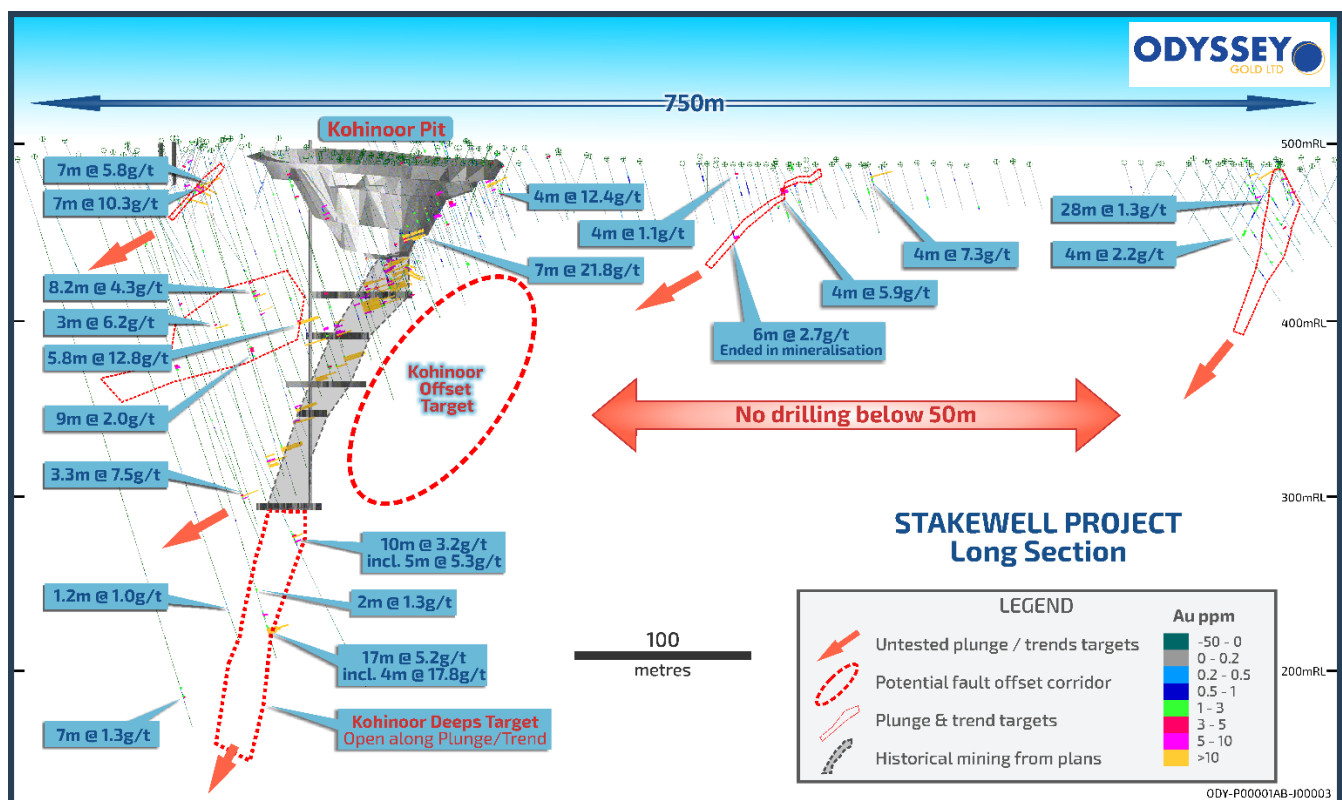 ODYSSEY
GOLD LTD
750m
Kohinoor Pit
500mRL
7m @ 5.8g/t
7m @ 10.3g/t
4m @ 12.4g/t
4m @ 1.1g/t
7m @ 21.8g/t
4m @ 7.3g/t
28m @ 1.3g/t
4m @ 2.2g/t
8.2m @ 4.3g/t
4m @ 5.9g/t
3m @ 6.2g/t
400mRL
6m @ 2.7g/t
Ended in mineralisation
5.8m @ 12.8g/t
Kohinoor
Offset
Target
9m @ 2.0g/t
No drilling below 50m
3.3m @ 7.5g/t
300mRL
STAKEWELL PROJECT
Long Section
10m @ 3.2g/t
incl. 5m @ 5.3g/t
1.2m @ 1.0g/t
2m @ 1.3g/t
17m @ 5.2g/t
incl. 4m @ 17.8g/t
100
metres
200mRL
7m @ 1.3g/t
Kohinoor Deeps Target
Open along Plunge/Trend
LEGEND
Untested plunge / trends targets
Potential fault offset corridor
Plunge & trend targets
Historical mining from plans
Au ppm
-50 - 0
0 - 0.2
0.2 - 0.5
0.5 - 1
1 - 3
3 - 5
5 - 10
>10
ODY-P00001AB-J00003